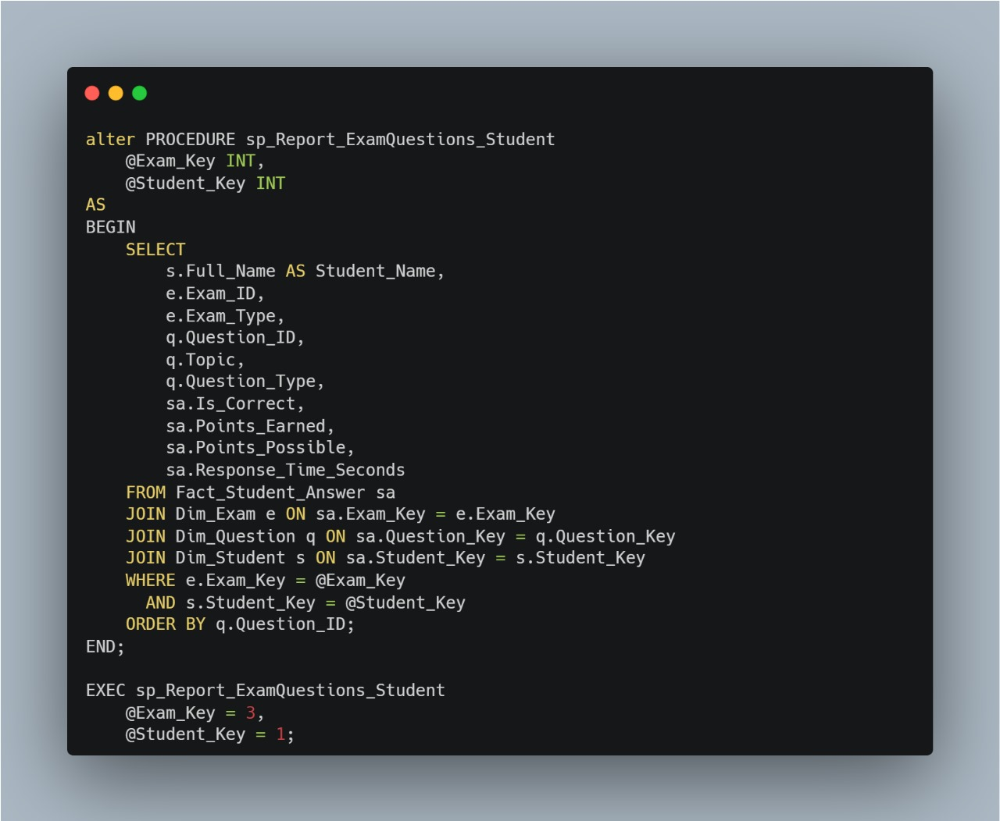 alter PROCEDURE sp_Report_ExamQuestions_Student
    @Exam_Key INT,
    @Student_Key INT
AS
BEGIN
    SELECT
        s.Full_Name AS Student_Name,
        e.Exam_ID,
        e.Exam_Type,
        q.Question_ID,
        q.Topic,
        q.Question_Type,
        sa.Is_Correct,
        sa.Points_Earned,
        sa.Points_Possible,
        sa.Response_Time_Seconds
    FROM Fact_Student_Answer sa
    JOIN Dim_Exam e ON sa.Exam_Key = e.Exam_Key
    JOIN Dim_Question q ON sa.Question_Key = q.Question_Key
    JOIN Dim_Student s ON sa.Student_Key = s.Student_Key
    WHERE e.Exam_Key = @Exam_Key
      AND s.Student_Key = @Student_Key
    ORDER BY q.Question_ID;
END;

EXEC sp_Report_ExamQuestions_Student
    @Exam_Key = 3,
    @Student_Key = 1;